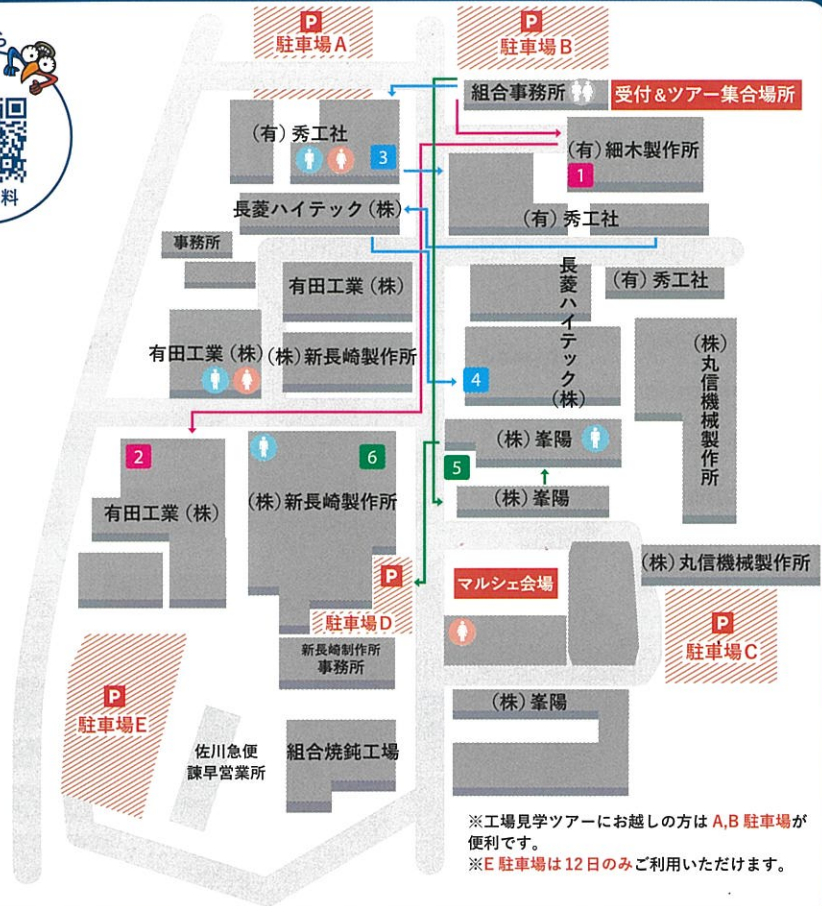 料
P
駐車場A
P
駐車場B
組合事務所
受付&ツアー集合場所
(有)秀工社
3
(有)細木製作所
1
長菱ハイテック(株)
(有)秀工社
事務所
有田工業(株)
長菱ハイテック(株)
(有)秀工社
有田工業(株)
(株)新長崎製作所
4
(株)丸信機械製作所
2
6
(株)峯陽
5
有田工業(株)
(株)新長崎製作所
(株)峯陽
P
駐車場D
マルシェ会場
(株)丸信機械製作所
P
駐車場C
新長崎制作所
事務所
P
駐車場E
(株)峯陽
佐川急便
諫早営業所
組合焼鈍工場
※工場見学ツアーにお越しの方は A,B 駐車場が
便利です。
※E 駐車場は12日のみご利用いただけます。